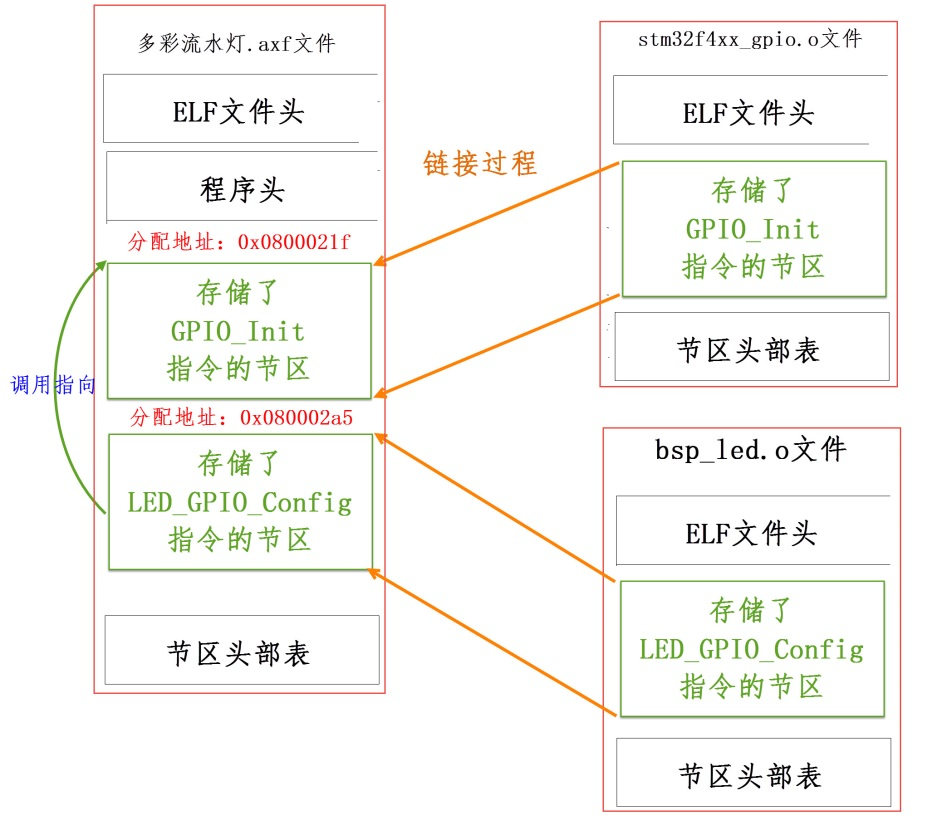 多彩流水灯.axf文件
ELF文件头
程序头
分配地址：0x0800021f
存储了
GPIO_Init
指令的节区
调用指向
分配地址：0x080002a5
存储了
LED_GPIO_Config
指令的节区
节区头部表
链接过程
stm32f4xx_gpio.o文件
ELF文件头
存储了
GPIO_Init
指令的节区
节区头部表
bsp_led.o文件
ELF文件头
存储了
LED_GPIO_Config
指令的节区
节区头部表